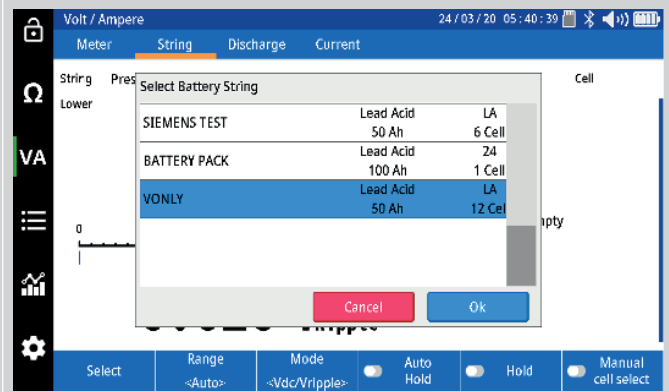 Volt / Ampere 24/03/20 05:40:39
Meter String Discharge Current
String Pres Cell
Lower
Ω
VA
Select Battery String
SIEMENS TEST Lead Acid LA
50 Ah 6 Cell
BATTERY PACK Lead Acid 24
100 Ah 1 Cell
VONLY Lead Acid LA
50 Ah 12 Cel
0 pty
Cancel Ok
Select Range <Auto> Mode <Vdc/Vripple> Auto Hold Hold Manual cell select